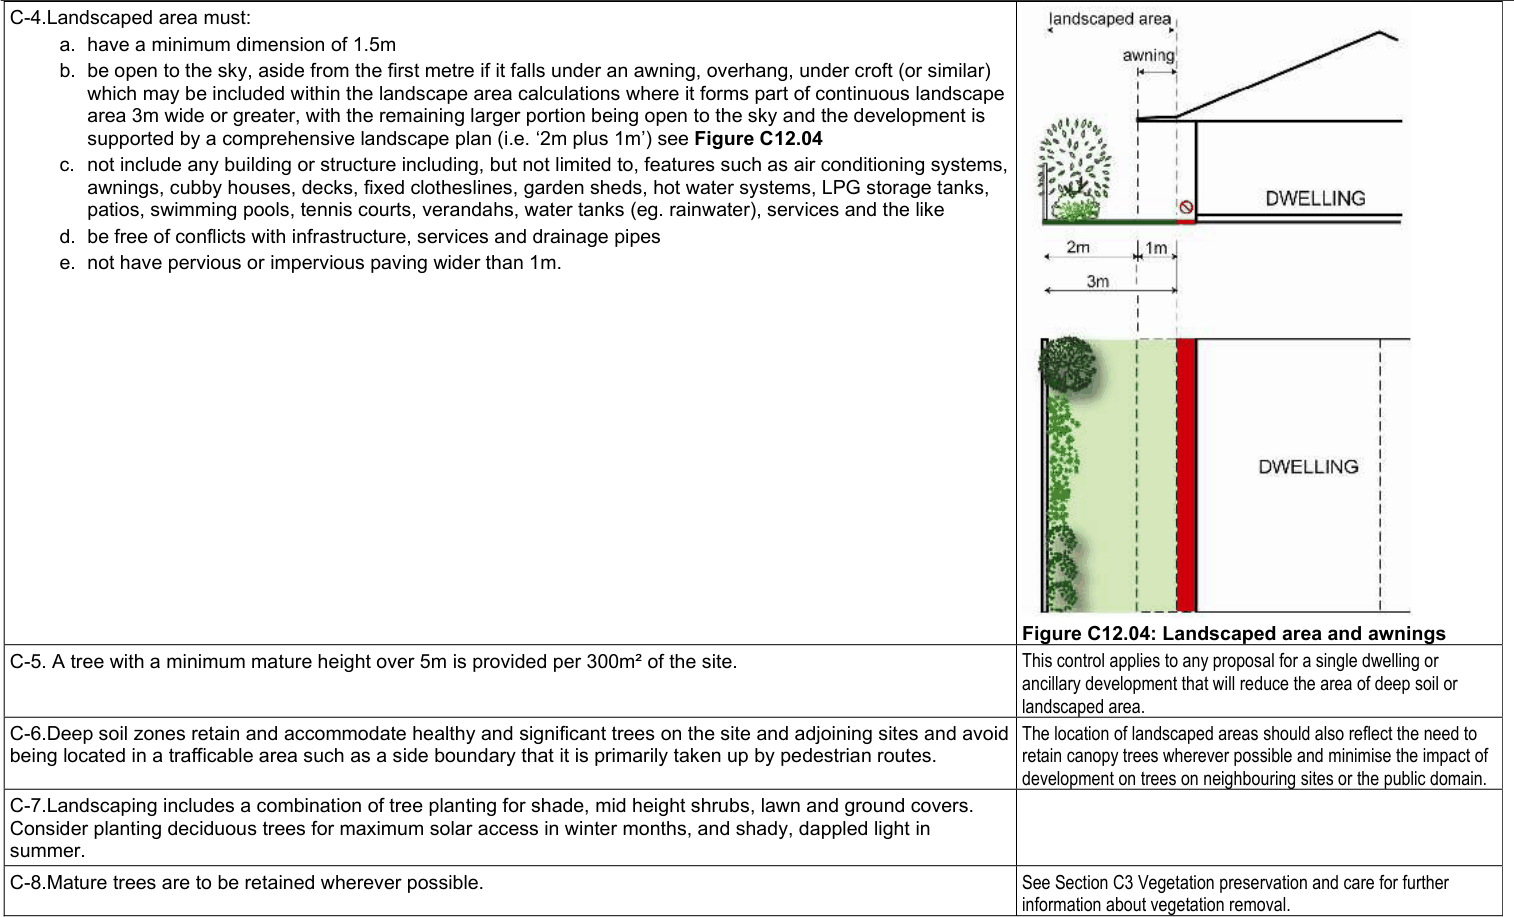 C-4.Landscaped area must:
a. have a minimum dimension of 1.5m
b. be open to the sky, aside from the first metre if it falls under an awning, overhang, under croft (or similar)
which may be included within the landscape area calculations where it forms part of continuous landscape
area 3m wide or greater, with the remaining larger portion being open to the sky and the development is
supported by a comprehensive landscape plan (i.e. ‘2m plus 1m’) see Figure C12.04
c. not include any building or structure including, but not limited to, features such as air conditioning systems,
awnings, cubby houses, decks, fixed clotheslines, garden sheds, hot water systems, LPG storage tanks,
patios, swimming pools, tennis courts, verandahs, water tanks (eg. rainwater), services and the like
d. be free of conflicts with infrastructure, services and drainage pipes
e. not have pervious or impervious paving wider than 1m.
landscaped area
awning
DWELLING
2m
1m
3m
DWELLING
Figure C12.04: Landscaped area and awnings
C-5. A tree with a minimum mature height over 5m is provided per 300m² of the site.
This control applies to any proposal for a single dwelling or
ancillary development that will reduce the area of deep soil or
landscaped area.
C-6.Deep soil zones retain and accommodate healthy and significant trees on the site and adjoining sites and avoid
being located in a trafficable area such as a side boundary that it is primarily taken up by pedestrian routes.
The location of landscaped areas should also reflect the need to
retain canopy trees wherever possible and minimise the impact of
development on trees on neighbouring sites or the public domain.
C-7.Landscaping includes a combination of tree planting for shade, mid height shrubs, lawn and ground covers.
Consider planting deciduous trees for maximum solar access in winter months, and shady, dappled light in
summer.
C-8.Mature trees are to be retained wherever possible.
See Section C3 Vegetation preservation and care for further
information about vegetation removal.